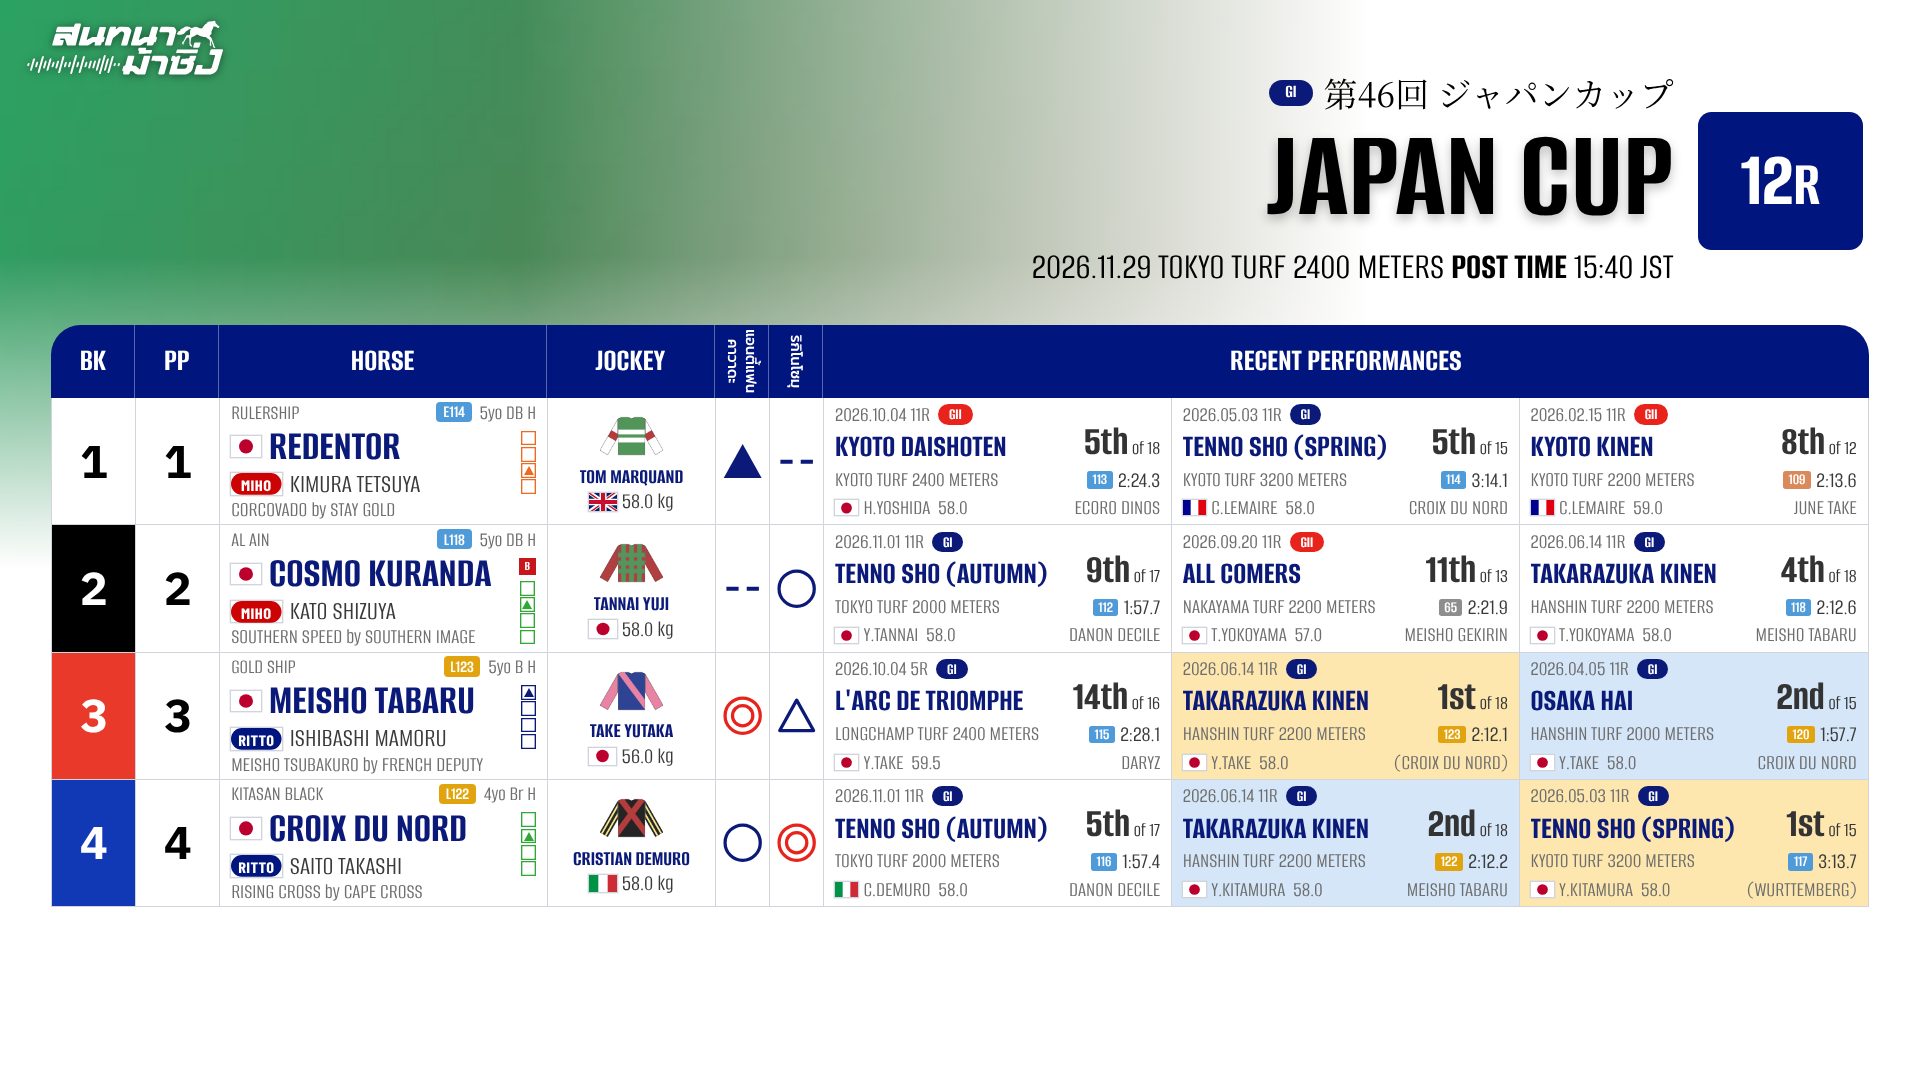 สนทนา
ม้าซิ่ง
GI 第46回 ジャパンカップ
JAPAN CUP
12R
2026.11.29 TOKYO TURF 2400 METERS POST TIME 15:40 JST
BK PP HORSE JOCKEY แอนตี้แฟน คาวาดะ ริกิโนโซมุ RECENT PERFORMANCES
1 1
RULERSHIP E114 5yo DB H
REDENTOR
MIHO KIMURA TETSUYA
CORCOVADO by STAY GOLD
TOM MARQUAND
58.0 kg
▲ --
2026.10.04 11R GII
KYOTO DAISHOTEN 5th of 18
KYOTO TURF 2400 METERS 113 2:24.3
H.YOSHIDA 58.0 ECORO DINOS
2026.05.03 11R GI
TENNO SHO (SPRING) 5th of 15
KYOTO TURF 3200 METERS 114 3:14.1
C.LEMAIRE 58.0 CROIX DU NORD
2026.02.15 11R GII
KYOTO KINEN 8th of 12
KYOTO TURF 2200 METERS 109 2:13.6
C.LEMAIRE 59.0 JUNE TAKE
2 2
AL AIN L118 5yo DB H
COSMO KURANDA B
MIHO KATO SHIZUYA
SOUTHERN SPEED by SOUTHERN IMAGE
TANNAI YUJI
58.0 kg
-- ○
2026.11.01 11R GI
TENNO SHO (AUTUMN) 9th of 17
TOKYO TURF 2000 METERS 112 1:57.7
Y.TANNAI 58.0 DANON DECILE
2026.09.20 11R GII
ALL COMERS 11th of 13
NAKAYAMA TURF 2200 METERS 65 2:21.9
T.YOKOYAMA 57.0 MEISHO GEKIRIN
2026.06.14 11R GI
TAKARAZUKA KINEN 4th of 18
HANSHIN TURF 2200 METERS 118 2:12.6
T.YOKOYAMA 58.0 MEISHO TABARU
3 3
GOLD SHIP L123 5yo B H
MEISHO TABARU
RITTO ISHIBASHI MAMORU
MEISHO TSUBAKURO by FRENCH DEPUTY
TAKE YUTAKA
56.0 kg
◎ △
2026.10.04 5R GI
L'ARC DE TRIOMPHE 14th of 16
LONGCHAMP TURF 2400 METERS 115 2:28.1
Y.TAKE 59.5 DARYZ
2026.06.14 11R GI
TAKARAZUKA KINEN 1st of 18
HANSHIN TURF 2200 METERS 123 2:12.1
Y.TAKE 58.0 (CROIX DU NORD)
2026.04.05 11R GI
OSAKA HAI 2nd of 15
HANSHIN TURF 2000 METERS 120 1:57.7
Y.TAKE 58.0 CROIX DU NORD
4 4
KITASAN BLACK L122 4yo Br H
CROIX DU NORD
RITTO SAITO TAKASHI
RISING CROSS by CAPE CROSS
CRISTIAN DEMURO
58.0 kg
○ ◎
2026.11.01 11R GI
TENNO SHO (AUTUMN) 5th of 17
TOKYO TURF 2000 METERS 116 1:57.4
C.DEMURO 58.0 DANON DECILE
2026.06.14 11R GI
TAKARAZUKA KINEN 2nd of 18
HANSHIN TURF 2200 METERS 122 2:12.2
Y.KITAMURA 58.0 MEISHO TABARU
2026.05.03 11R GI
TENNO SHO (SPRING) 1st of 15
KYOTO TURF 3200 METERS 117 3:13.7
Y.KITAMURA 58.0 (WURTTEMBERG)